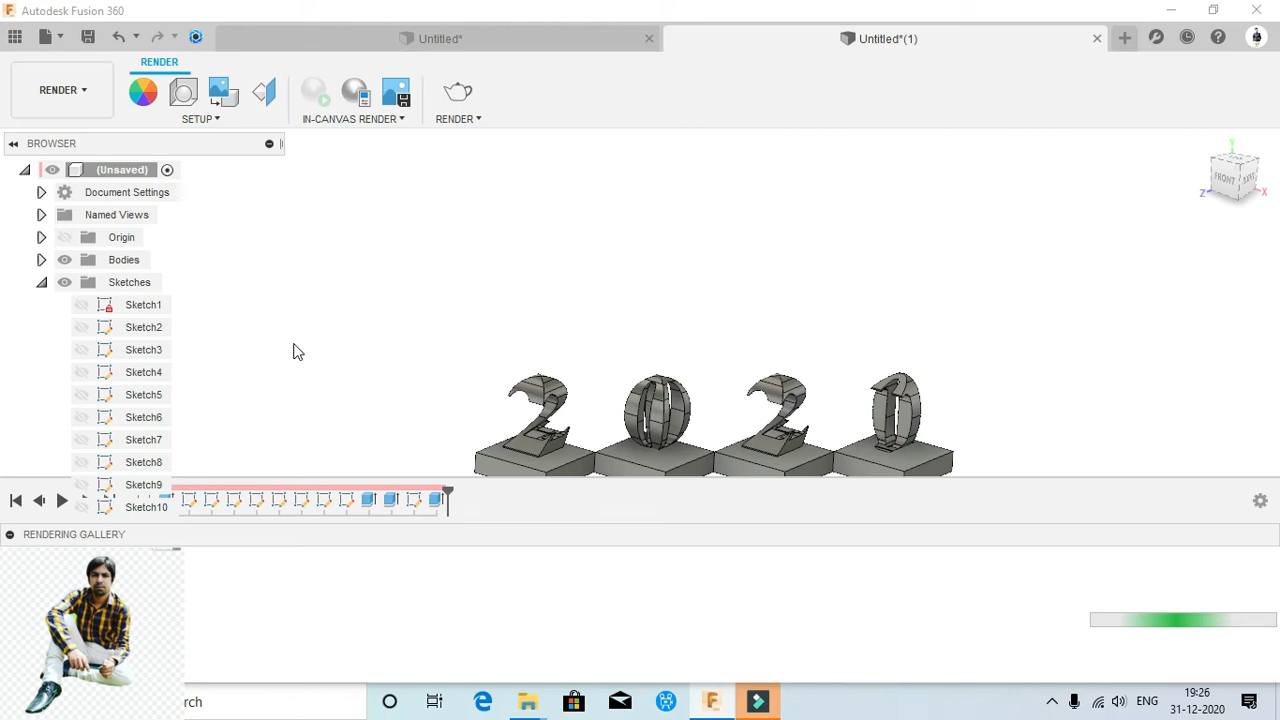 Autodesk Fusion 360
Untitled*
Untitled*(1)
RENDER
RENDER
SETUP
IN-CANVAS RENDER
RENDER
BROWSER
(Unsaved)
Document Settings
Named Views
Origin
Bodies
Sketches
Sketch1
Sketch2
Sketch3
Sketch4
Sketch5
Sketch6
Sketch7
Sketch8
Sketch9
Sketch10
Y
FRONT
Z
X
2020
RENDERING GALLERY
rch
ENG
19:26
31-12-2020